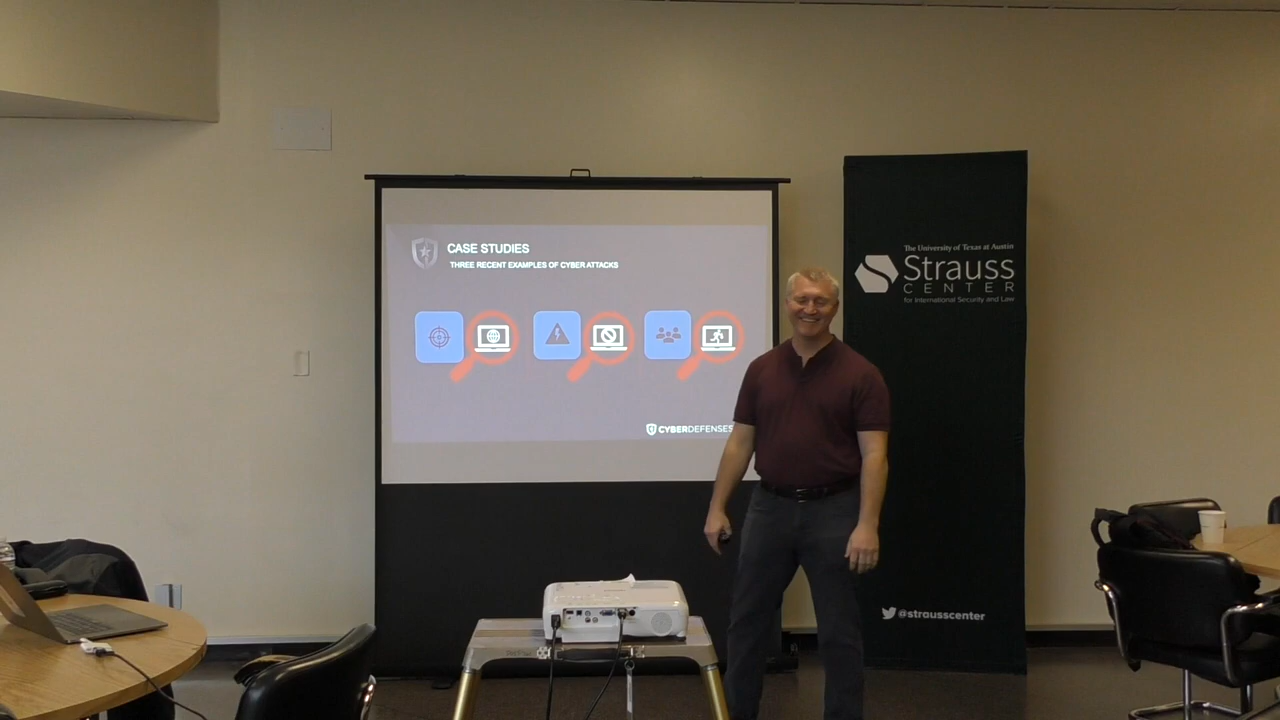 CASE STUDIES
THREE RECENT EXAMPLES OF CYBER ATTACKS
CYBERDEFENSES
The University of Texas at Austin
Strauss
CENTER
for International Security and Law
@strausscenter